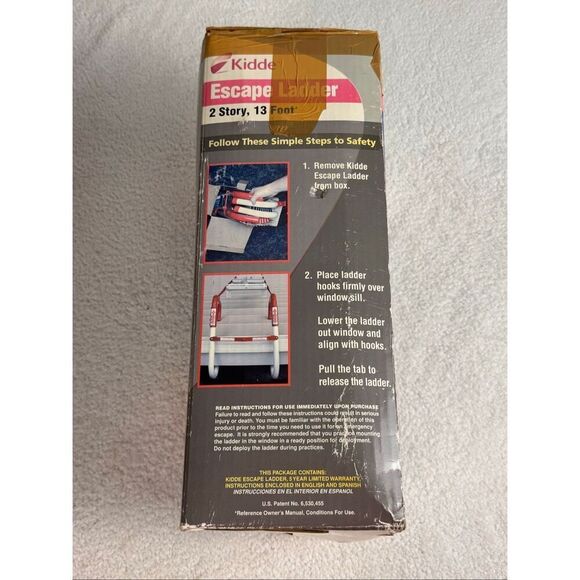 Kidde
Escape Ladder
2 Story, 13 Foot*
Follow These Simple Steps to Safety
1. Remove Kidde
Escape Ladder
from box.
2. Place ladder
hooks firmly over
window sill.
Lower the ladder
out window and
align with hooks.
Pull the tab to
release the ladder.
READ INSTRUCTIONS FOR USE IMMEDIATELY UPON PURCHASE
Failure to read and follow these instructions could result in serious
injury or death. You must be familiar with the operation of this
product prior to the time you need to use it for an emergency
escape. It is strongly recommended that you practice mounting
the ladder in the window in a ready position for deployment.
Do not deploy the ladder during practices.
THIS PACKAGE CONTAINS:
KIDDE ESCAPE LADDER, 5 YEAR LIMITED WARRANTY,
INSTRUCTIONS ENCLOSED IN ENGLISH AND SPANISH
INSTRUCCIONES EN EL INTERIOR EN ESPANOL
U.S. Patent No. 6,530,455
*Reference Owner's Manual, Conditions For Use.